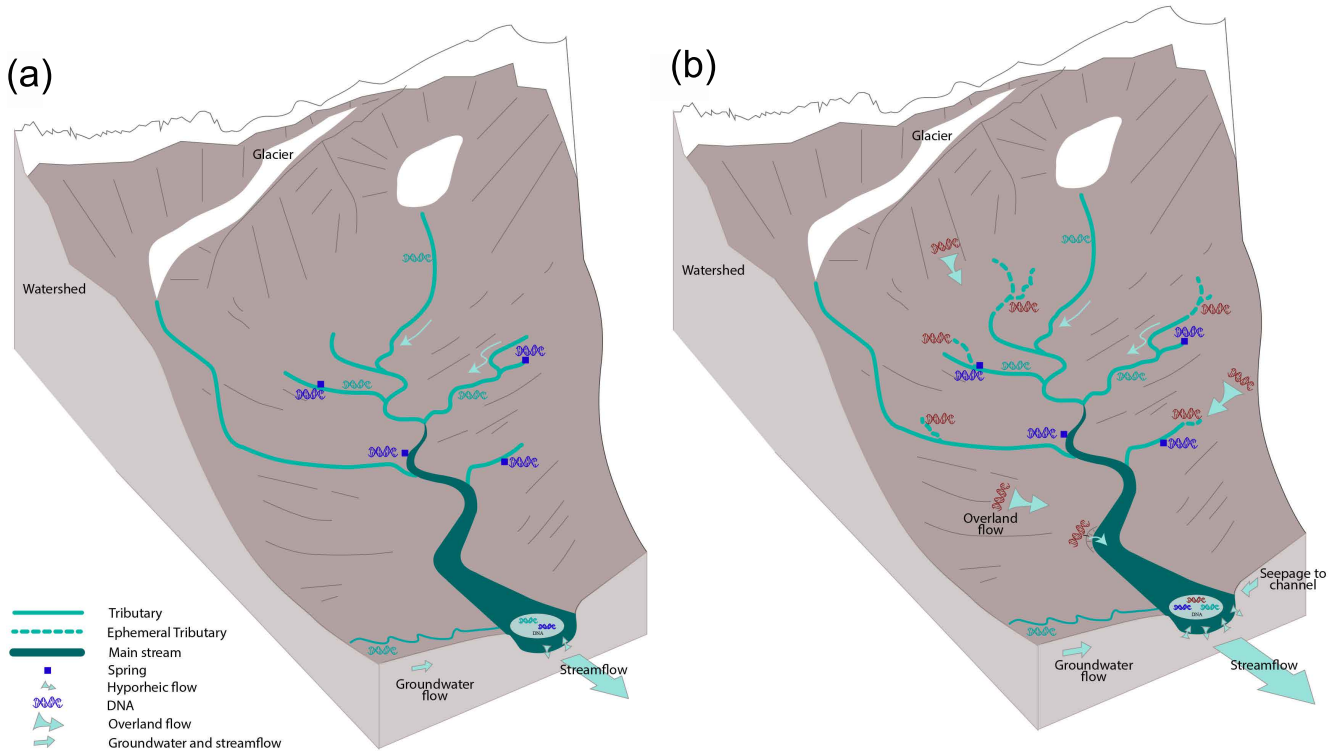 (a)
(b)
Glacier
Watershed
DNA
Groundwater
flow
Streamflow
Tributary
Ephemeral Tributary
Main stream
Spring
Hyporheic flow
DNA
Overland flow
Groundwater and streamflow
Glacier
Watershed
Overland
flow
Seepage to
channel
DNA
Groundwater
flow
Streamflow